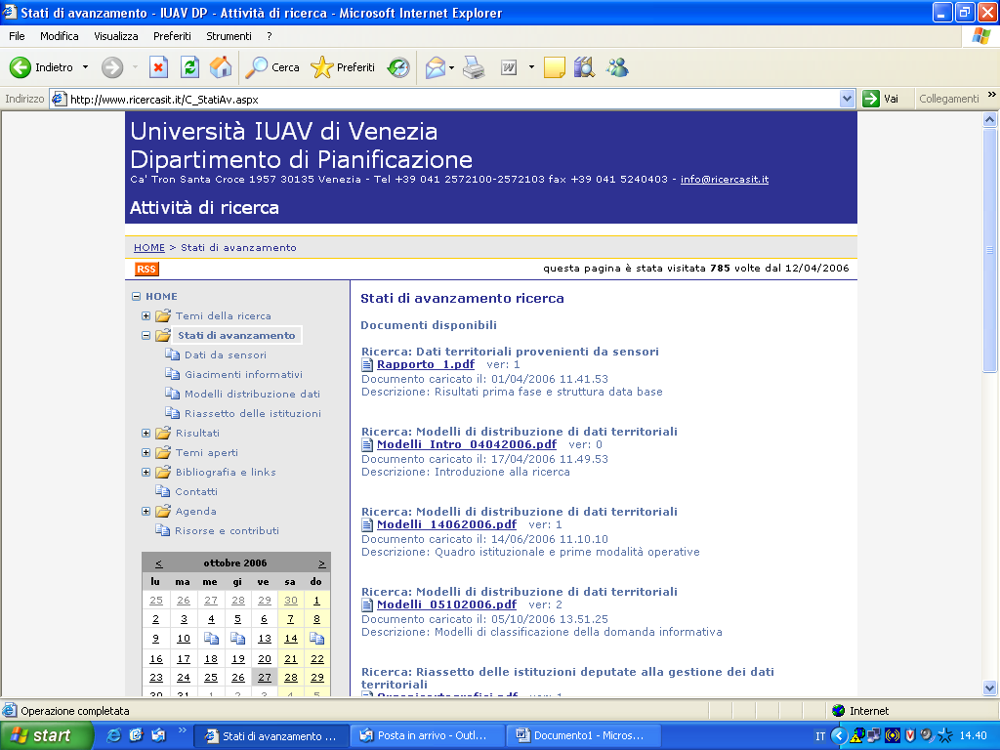 Stati di avanzamento - IUAV DP - Attività di ricerca - Microsoft Internet Explorer
File Modifica Visualizza Preferiti Strumenti ?
Indietro Cerca Preferiti
Indirizzo http://www.ricercasit.it/C_StatiAv.aspx Vai Collegamenti »
Università IUAV di Venezia
Dipartimento di Pianificazione
Ca' Tron Santa Croce 1957 30135 Venezia - Tel +39 041 2572100-2572103 fax +39 041 5240403 - info@ricercasit.it
Attività di ricerca
HOME > Stati di avanzamento
RSS questa pagina è stata visitata 785 volte dal 12/04/2006
HOME
Temi della ricerca
Stati di avanzamento
Dati da sensori
Giacimenti informativi
Modelli distribuzione dati
Riassetto delle istituzioni
Risultati
Temi aperti
Bibliografia e links
Contatti
Agenda
Risorse e contributi
< ottobre 2006 >
lu ma me gi ve sa do
25 26 27 28 29 30 1
2 3 4 5 6 7 8
9 10 13 14
16 17 18 19 20 21 22
23 24 25 26 27 28 29
30 31 1 2 3 4 5
Stati di avanzamento ricerca
Documenti disponibili
Ricerca: Dati territoriali provenienti da sensori
Rapporto_1.pdf ver: 1
Documento caricato il: 01/04/2006 11.41.53
Descrizione: Risultati prima fase e struttura data base
Ricerca: Modelli di distribuzione di dati territoriali
Modelli_Intro_04042006.pdf ver: 0
Documento caricato il: 17/04/2006 11.49.53
Descrizione: Introduzione alla ricerca
Ricerca: Modelli di distribuzione di dati territoriali
Modelli_14062006.pdf ver: 1
Documento caricato il: 14/06/2006 11.10.10
Descrizione: Quadro istituzionale e prime modalità operative
Ricerca: Modelli di distribuzione di dati territoriali
Modelli_05102006.pdf ver: 2
Documento caricato il: 05/10/2006 13.51.25
Descrizione: Modelli di classificazione della domanda informativa
Ricerca: Riassetto delle istituzioni deputate alla gestione dei dati
territoriali
ver: 1
Operazione completata Internet
start » Stati di avanzamento ... Posta in arrivo - Outl... Documento1 - Micros... IT 14.40